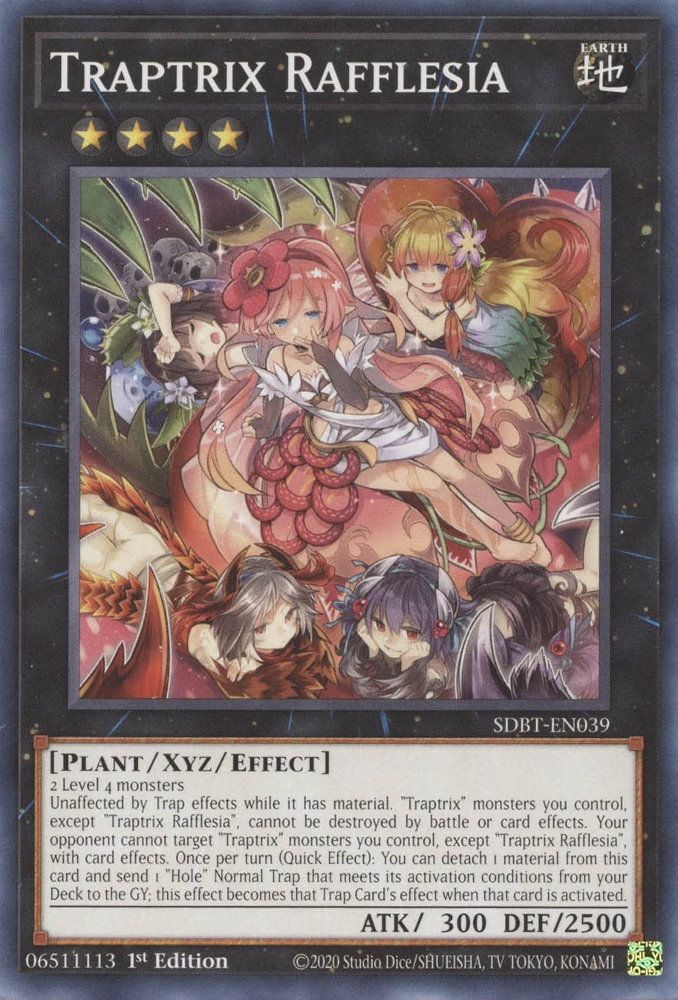 TRAPTRIX RAFFLESIA
EARTH
地
SDBT-EN039
[PLANT/XYZ/EFFECT]
2 Level 4 monsters
Unaffected by Trap effects while it has material. "Traptrix" monsters you control,
except "Traptrix Rafflesia", cannot be destroyed by battle or card effects. Your
opponent cannot target "Traptrix" monsters you control, except "Traptrix Rafflesia",
with card effects. Once per turn (Quick Effect): You can detach 1 material from this
card and send 1 "Hole" Normal Trap that meets its activation conditions from your
Deck to the GY; this effect becomes that Trap Card's effect when that card is activated.
ATK/ 300 DEF/2500
06511113 1st Edition ©2020 Studio Dice/SHUEISHA, TV TOKYO, KONAMI